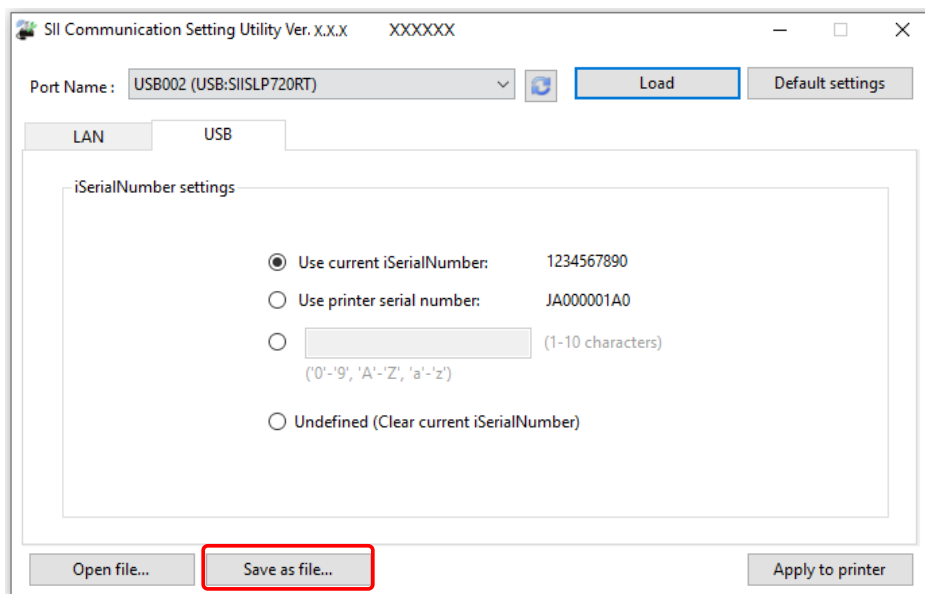 SII Communication Setting Utility Ver. X.X.X XXXXXX
Port Name : USB002 (USB:SIISLP720RT) Load Default settings
LAN USB
iSerialNumber settings
Use current iSerialNumber: 1234567890
Use printer serial number: JA000001A0
(1-10 characters)
('0'-'9', 'A'-'Z', 'a'-'z')
Undefined (Clear current iSerialNumber)
Open file... Save as file... Apply to printer